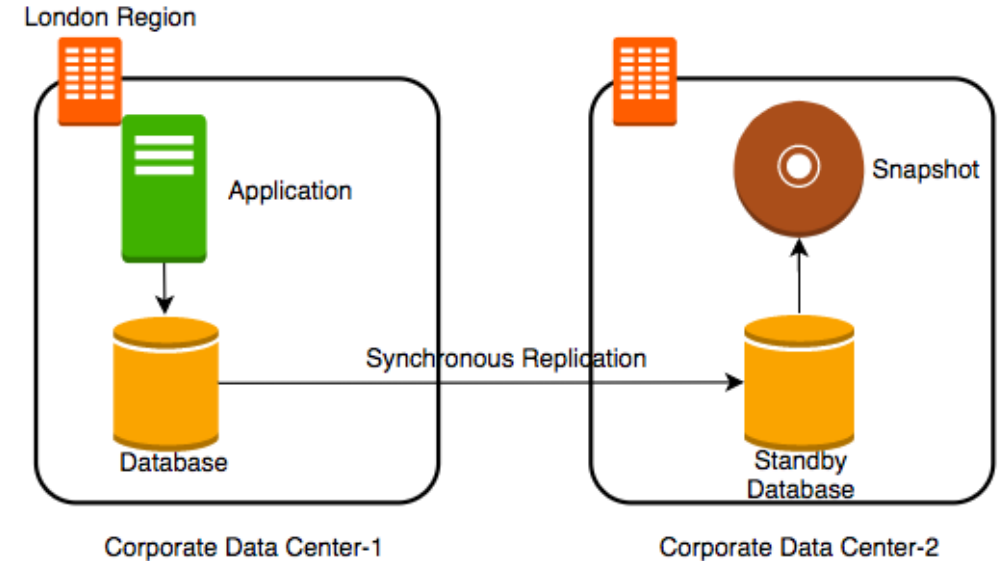 London Region
Application
Snapshot
Synchronous Replication
Database
Standby
Database
Corporate Data Center-1
Corporate Data Center-2